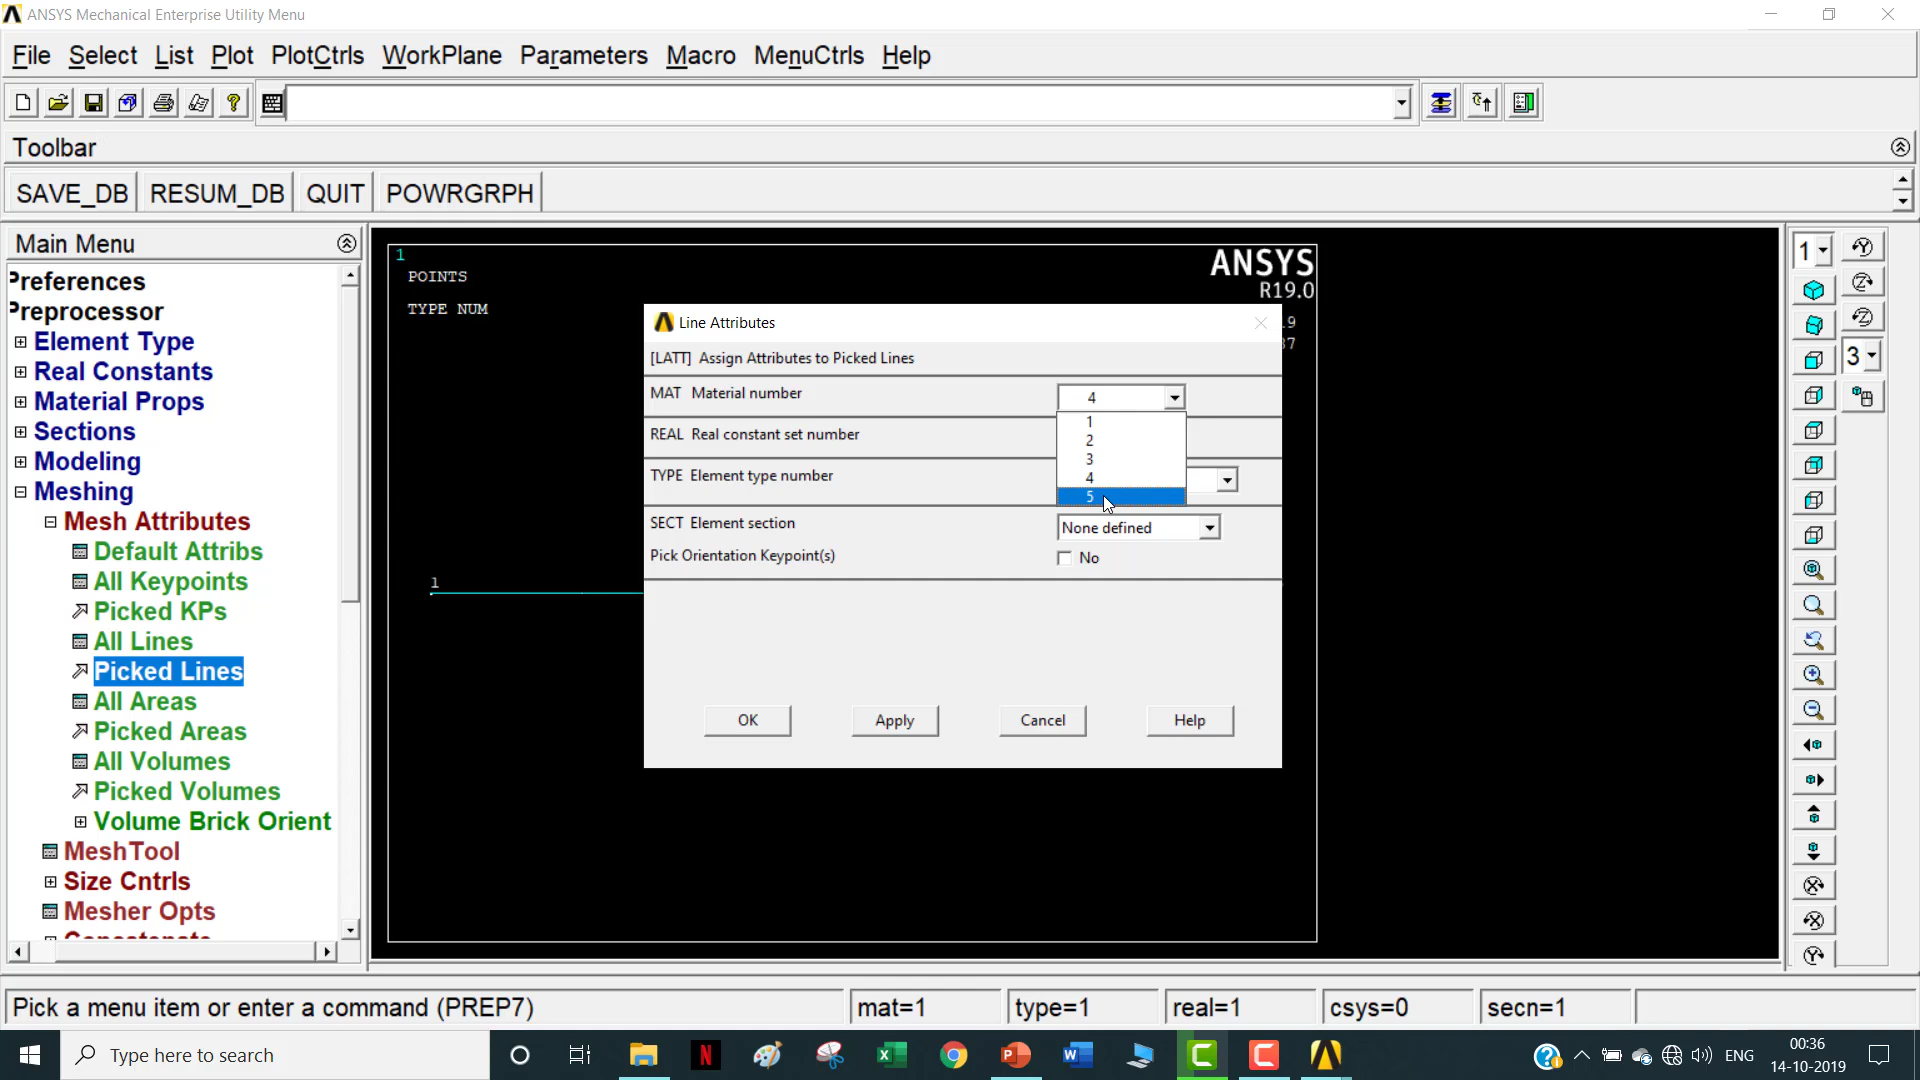 ANSYS Mechanical Enterprise Utility Menu
File Select List Plot PlotCtrls WorkPlane Parameters Macro MenuCtrls Help
Toolbar
SAVE_DB RESUM_DB QUIT POWRGRPH
Main Menu
Preferences
Preprocessor
Element Type
Real Constants
Material Props
Sections
Modeling
Meshing
Mesh Attributes
Default Attribs
All Keypoints
Picked KPs
All Lines
Picked Lines
All Areas
Picked Areas
All Volumes
Picked Volumes
Volume Brick Orient
MeshTool
Size Cntrls
Mesher Opts
Concatenate
1
POINTS
TYPE NUM
ANSYS
R19.0
19
37
1
Line Attributes
[LATT] Assign Attributes to Picked Lines
MAT Material number
4
1
2
3
4
5
REAL Real constant set number
TYPE Element type number
SECT Element section
None defined
Pick Orientation Keypoint(s)
No
OK Apply Cancel Help
1
3
Pick a menu item or enter a command (PREP7)
mat=1 type=1 real=1 csys=0 secn=1
Type here to search
ENG
00:36
14-10-2019